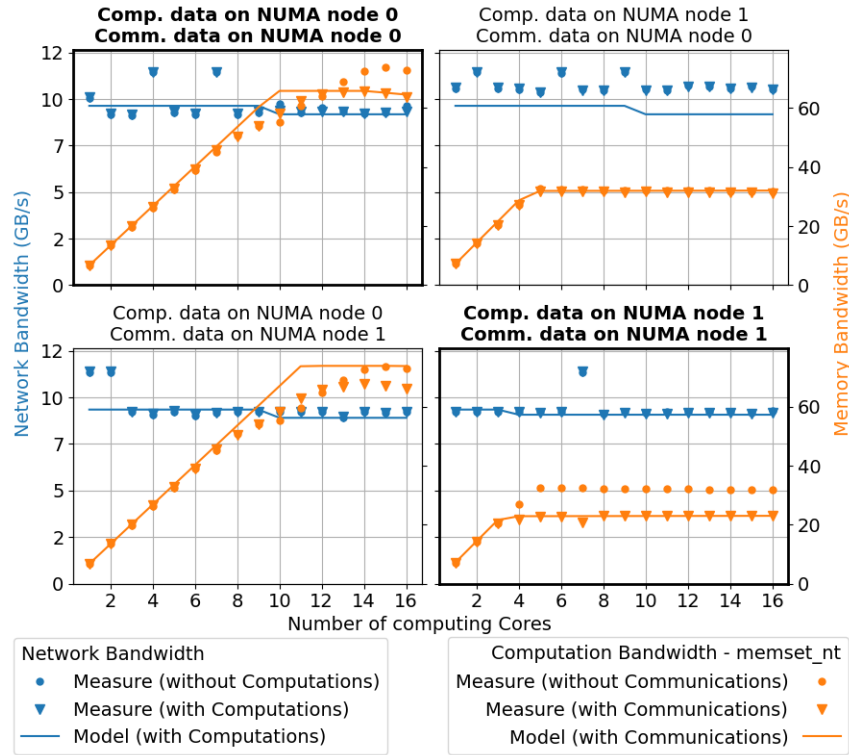 Comp. data on NUMA node 0
Comm. data on NUMA node 0
Comp. data on NUMA node 1
Comm. data on NUMA node 0
12
10
7
5
2
0
60
40
20
0
Network Bandwidth (GB/s)
Memory Bandwidth (GB/s)
Comp. data on NUMA node 0
Comm. data on NUMA node 1
Comp. data on NUMA node 1
Comm. data on NUMA node 1
12
10
7
5
2
0
60
40
20
0
2 4 6 8 10 12 14 16
2 4 6 8 10 12 14 16
Number of computing Cores
Network Bandwidth
Measure (without Computations)
Measure (with Computations)
Model (with Computations)
Computation Bandwidth - memset_nt
Measure (without Communications)
Measure (with Communications)
Model (with Communications)